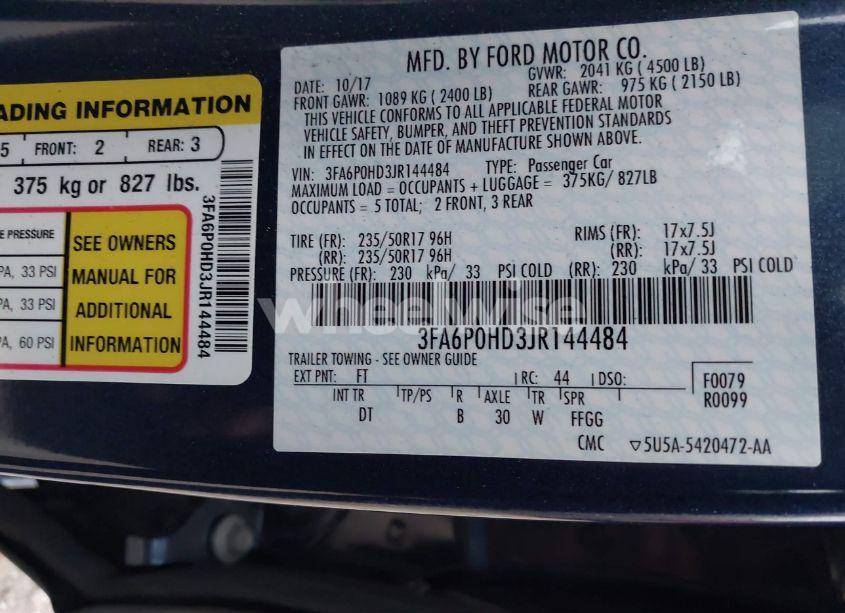 ADING INFORMATION
5 FRONT: 2 REAR: 3
375 kg or 827 lbs.
E PRESSURE
PA, 33 PSI
A, 33 PSI
A, 60 PSI
SEE OWNERS
MANUAL FOR
ADDITIONAL
INFORMATION
3FA6P0HD3JR144484
MFD. BY FORD MOTOR CO.
DATE: 10/17 GVWR: 2041 KG ( 4500 LB)
FRONT GAWR: 1089 KG ( 2400 LB) REAR GAWR: 975 KG ( 2150 LB)
THIS VEHICLE CONFORMS TO ALL APPLICABLE FEDERAL MOTOR
VEHICLE SAFETY, BUMPER, AND THEFT PREVENTION STANDARDS
IN EFFECT ON THE DATE OF MANUFACTURE SHOWN ABOVE.
VIN: 3FA6P0HD3JR144484 TYPE: Passenger Car
MAXIMUM LOAD = OCCUPANTS + LUGGAGE = 375KG/ 827LB
OCCUPANTS = 5 TOTAL; 2 FRONT, 3 REAR
TIRE (FR): 235/50R17 96H RIMS (FR): 17x7.5J
(RR): 235/50R17 96H (RR): 17x7.5J
PRESSURE (FR): 230 kPa/ 33 PSI COLD (RR): 230 kPa/ 33 PSI COLD
wheelwise
3FA6P0HD3JR144484
TRAILER TOWING - SEE OWNER GUIDE
EXT PNT: FT RC: 44 DSO: F0079
INT TR TP/PS R AXLE TR SPR R0099
DT B 30 W FFGG
CMC ▽5U5A-5420472-AA